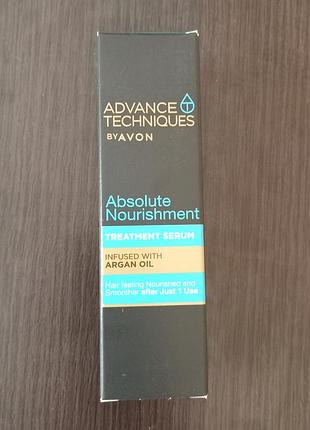 ADVANCE
TECHNIQUES
BY AVON
Absolute
Nourishment
TREATMENT SERUM
INFUSED WITH
ARGAN OIL
Hair feeling Nourished and
Smoother after Just 1 Use